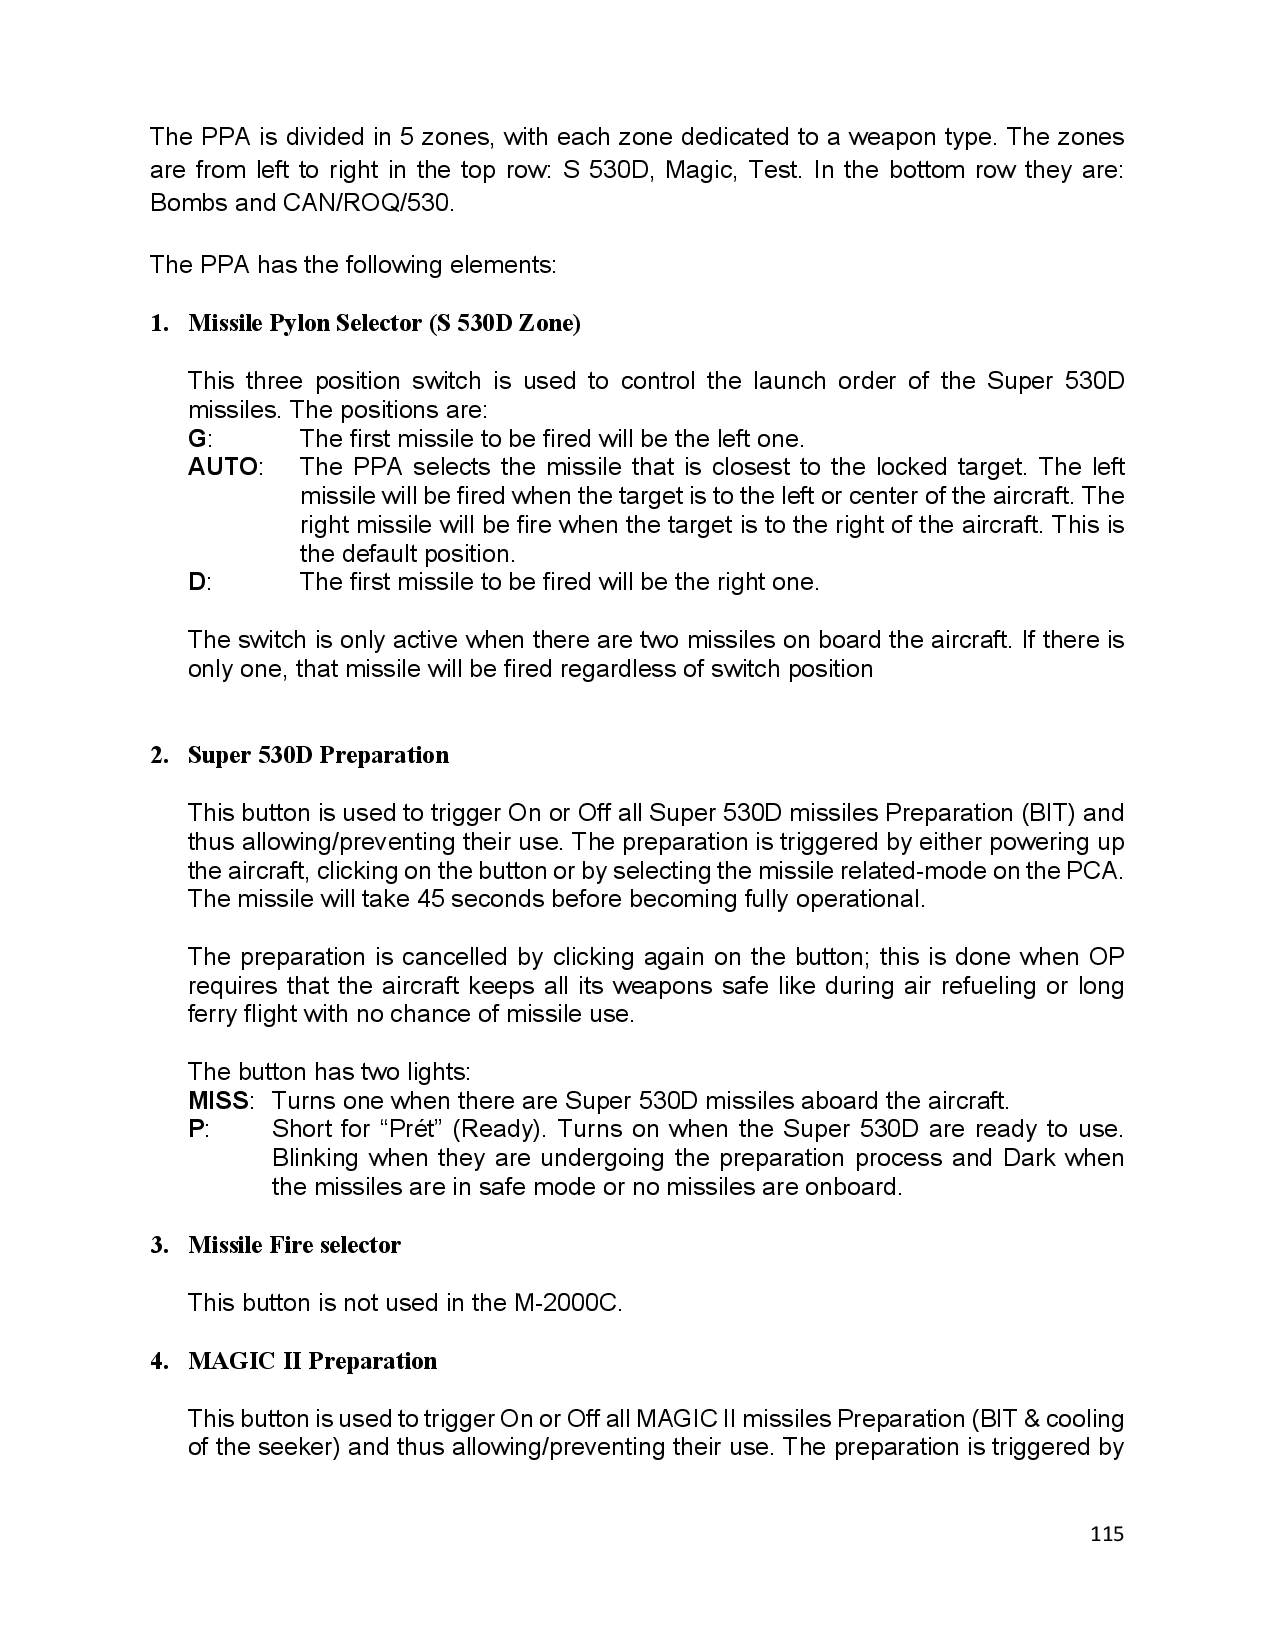 The PPA is divided in 5 zones, with each zone dedicated to a weapon type. The zones
are from left to right in the top row: S 530D, Magic, Test. In the bottom row they are:
Bombs and CAN/ROQ/530.
The PPA has the following elements:
1. Missile Pylon Selector (S 530D Zone)
This three position switch is used to control the launch order of the Super 530D
missiles. The positions are:
G: The first missile to be fired will be the left one.
AUTO: The PPA selects the missile that is closest to the locked target. The left
missile will be fired when the target is to the left or center of the aircraft. The
right missile will be fire when the target is to the right of the aircraft. This is
the default position.
D: The first missile to be fired will be the right one.
The switch is only active when there are two missiles on board the aircraft. If there is
only one, that missile will be fired regardless of switch position
2. Super 530D Preparation
This button is used to trigger On or Off all Super 530D missiles Preparation (BIT) and
thus allowing/preventing their use. The preparation is triggered by either powering up
the aircraft, clicking on the button or by selecting the missile related-mode on the PCA.
The missile will take 45 seconds before becoming fully operational.
The preparation is cancelled by clicking again on the button; this is done when OP
requires that the aircraft keeps all its weapons safe like during air refueling or long
ferry flight with no chance of missile use.
The button has two lights:
MISS: Turns one when there are Super 530D missiles aboard the aircraft.
P: Short for “Prét” (Ready). Turns on when the Super 530D are ready to use.
Blinking when they are undergoing the preparation process and Dark when
the missiles are in safe mode or no missiles are onboard.
3. Missile Fire selector
This button is not used in the M-2000C.
4. MAGIC II Preparation
This button is used to trigger On or Off all MAGIC II missiles Preparation (BIT & cooling
of the seeker) and thus allowing/preventing their use. The preparation is triggered by
115